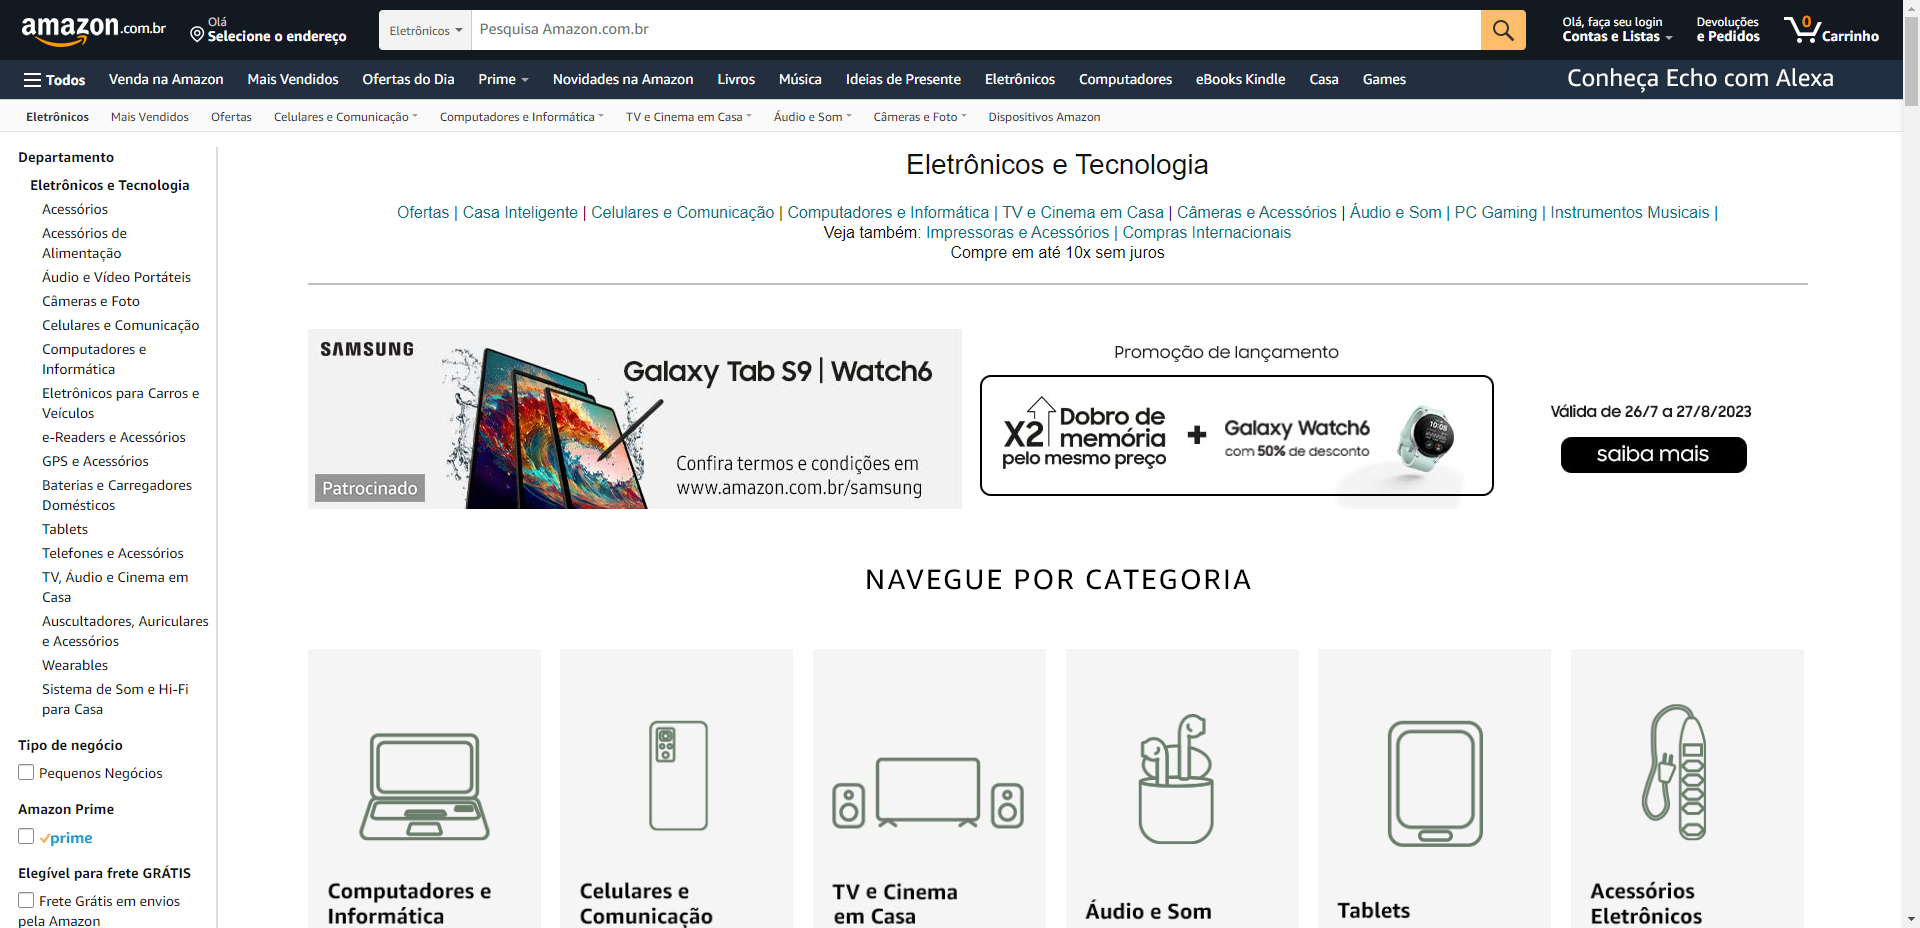 amazon.com.br
Olá
Selecione o endereço
Eletrônicos
Pesquisa Amazon.com.br
Olá, faça seu login
Contas e Listas
Devoluções
e Pedidos
0
Carrinho
Todos
Venda na Amazon
Mais Vendidos
Ofertas do Dia
Prime
Novidades na Amazon
Livros
Música
Ideias de Presente
Eletrônicos
Computadores
eBooks Kindle
Casa
Games
Conheça Echo com Alexa
Eletrônicos
Mais Vendidos
Ofertas
Celulares e Comunicação
Computadores e Informática
TV e Cinema em Casa
Áudio e Som
Câmeras e Foto
Dispositivos Amazon
Departamento
Eletrônicos e Tecnologia
Acessórios
Acessórios de
Alimentação
Áudio e Vídeo Portáteis
Câmeras e Foto
Celulares e Comunicação
Computadores e
Informática
Eletrônicos para Carros e
Veículos
e-Readers e Acessórios
GPS e Acessórios
Baterias e Carregadores
Domésticos
Tablets
Telefones e Acessórios
TV, Áudio e Cinema em
Casa
Auscultadores, Auriculares
e Acessórios
Wearables
Sistema de Som e Hi-Fi
para Casa
Tipo de negócio
Pequenos Negócios
Amazon Prime
prime
Elegível para frete GRÁTIS
Frete Grátis em envios
pela Amazon
Eletrônicos e Tecnologia
Ofertas | Casa Inteligente | Celulares e Comunicação | Computadores e Informática | TV e Cinema em Casa | Câmeras e Acessórios | Áudio e Som | PC Gaming | Instrumentos Musicais |
Veja também: Impressoras e Acessórios | Compras Internacionais
Compre em até 10x sem juros
SAMSUNG
Galaxy Tab S9 | Watch6
Confira termos e condições em
www.amazon.com.br/samsung
Patrocinado
Promoção de lançamento
X2 Dobro de
memória
pelo mesmo preço
+
Galaxy Watch6
com 50% de desconto
10:08
Válida de 26/7 a 27/8/2023
saiba mais
NAVEGUE POR CATEGORIA
Computadores e
Informática
Celulares e
Comunicação
TV e Cinema
em Casa
Áudio e Som
Tablets
Acessórios
Eletrônicos